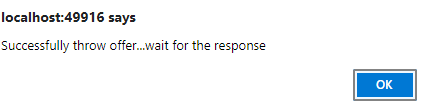 localhost:49916 says
Successfully throw offer...wait for the response
OK